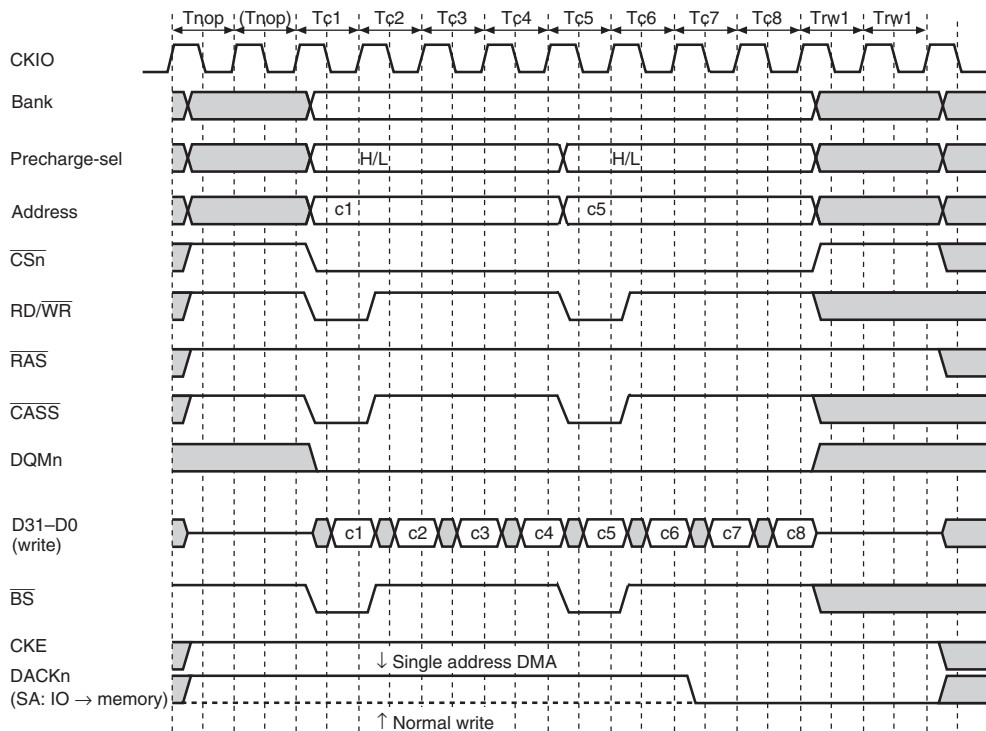 Tnop (Tnop) Tc1 Tc2 Tc3 Tc4 Tc5 Tc6 Tc7 Tc8 Trw1 Trw1
CKIO
Bank
Precharge-sel H/L H/L
Address c1 c5
CSn
RD/WR
RAS
CASS
DQMn
D31–D0
(write)
c1 c2 c3 c4 c5 c6 c7 c8
BS
CKE
↓ Single address DMA
DACKn
(SA: IO → memory)
↑ Normal write